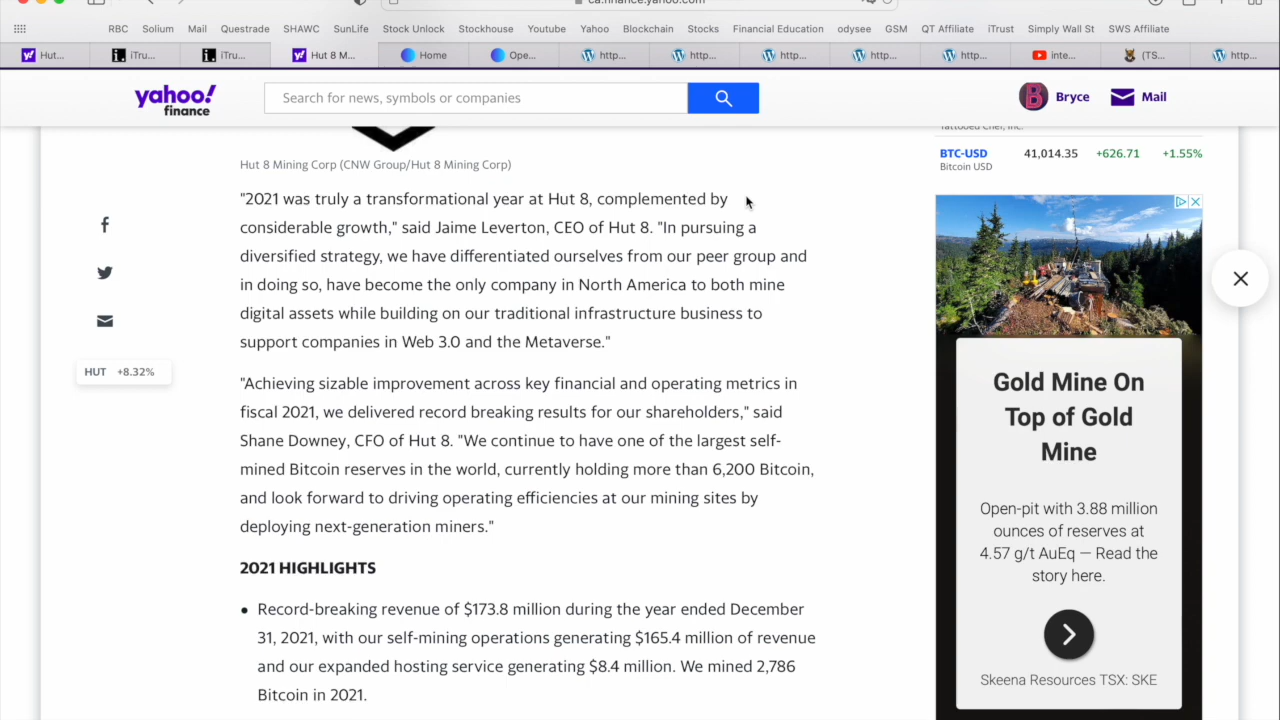 ca.finance.yahoo.com
RBC Solium Mail Questrade SHAWC SunLife Stock Unlock Stockhouse Youtube Yahoo Blockchain Stocks Financial Education odysee GSM QT Affiliate iTrust Simply Wall St SWS Affiliate
Hut... iTru... iTru... Hut 8 M... Home Ope... http... http... http... http... http... inte... (TS... http...
yahoo!
finance
Search for news, symbols or companies
B
Bryce
Mail
Hut 8 Mining Corp (CNW Group/Hut 8 Mining Corp)
"2021 was truly a transformational year at Hut 8, complemented by
considerable growth," said Jaime Leverton, CEO of Hut 8. "In pursuing a
diversified strategy, we have differentiated ourselves from our peer group and
in doing so, have become the only company in North America to both mine
digital assets while building on our traditional infrastructure business to
support companies in Web 3.0 and the Metaverse."
"Achieving sizable improvement across key financial and operating metrics in
fiscal 2021, we delivered record breaking results for our shareholders," said
Shane Downey, CFO of Hut 8. "We continue to have one of the largest self-
mined Bitcoin reserves in the world, currently holding more than 6,200 Bitcoin,
and look forward to driving operating efficiencies at our mining sites by
deploying next-generation miners."
2021 HIGHLIGHTS
• Record-breaking revenue of $173.8 million during the year ended December
31, 2021, with our self-mining operations generating $165.4 million of revenue
and our expanded hosting service generating $8.4 million. We mined 2,786
Bitcoin in 2021.
HUT +8.32%
Tattooed Chef, Inc.
BTC-USD 41,014.35 +626.71 +1.55%
Bitcoin USD
Gold Mine On
Top of Gold
Mine
Open-pit with 3.88 million
ounces of reserves at
4.57 g/t AuEq — Read the
story here.
Skeena Resources TSX: SKE